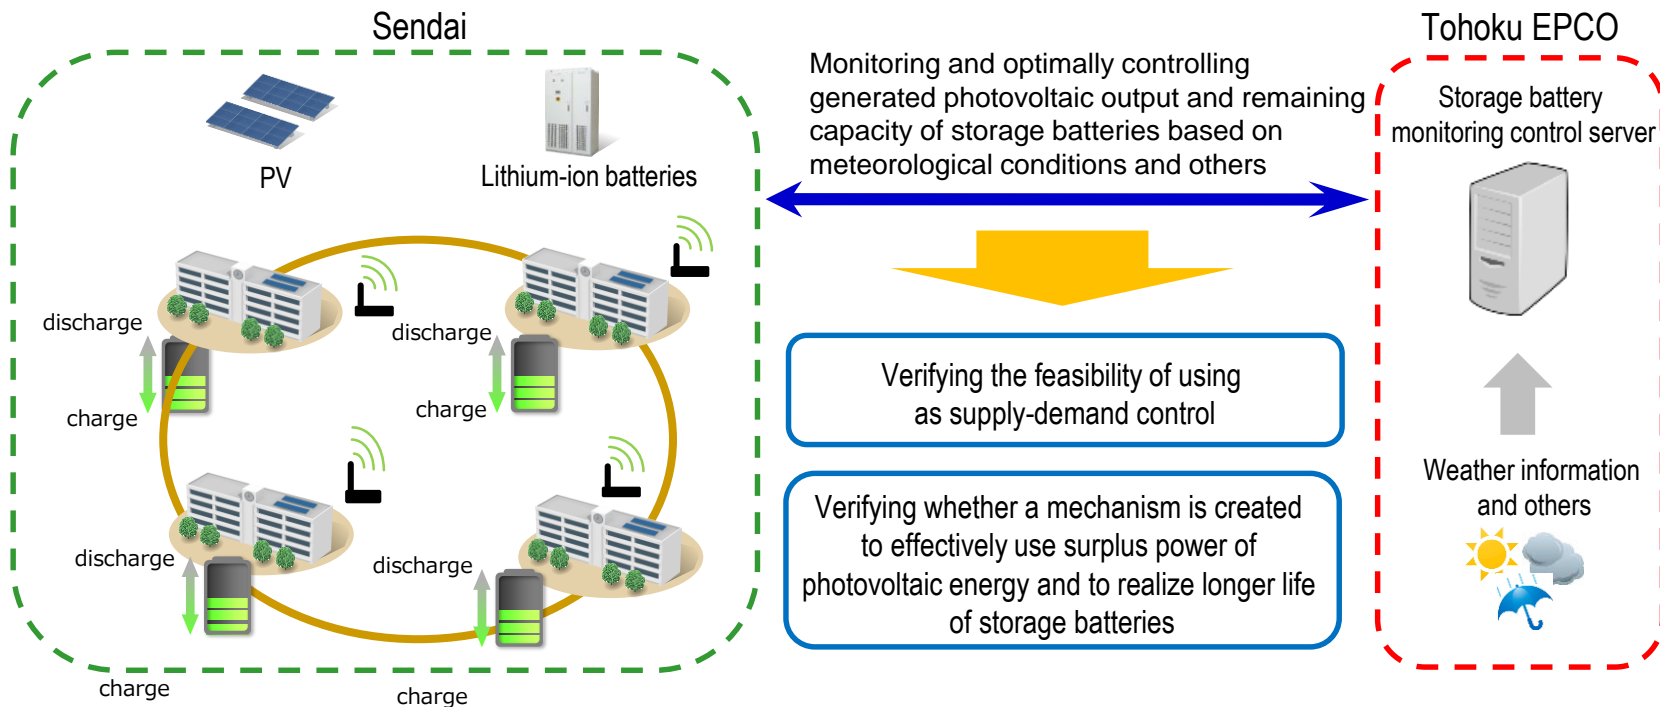 Sendai
PV
Lithium-ion batteries
discharge
charge
discharge
charge
discharge
charge
discharge
charge
Monitoring and optimally controlling
generated photovoltaic output and remaining
capacity of storage batteries based on
meteorological conditions and others
Verifying the feasibility of using
as supply-demand control
Verifying whether a mechanism is created
to effectively use surplus power of
photovoltaic energy and to realize longer life
of storage batteries
Tohoku EPCO
Storage battery
monitoring control server
Weather information
and others